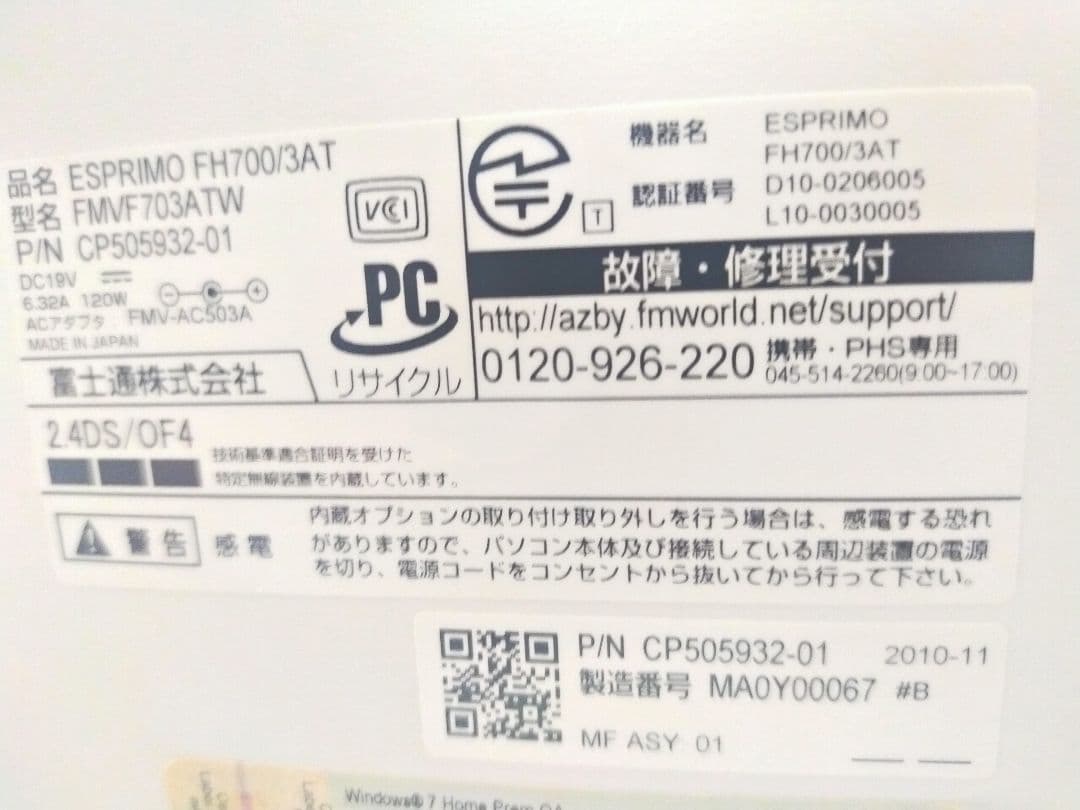 品名 ESPRIMO FH700/3AT
型名 FMVF703ATW
P/N CP505932-01
DC19V
6.32A 120W
ACアダプタ FMV-AC503A
MADE IN JAPAN
富士通株式会社
VCCI
PC
リサイクル
T
機器名 ESPRIMO
FH700/3AT
認証番号 D10-0206005
L10-0030005
故障・修理受付
http://azby.fmworld.net/support/
0120-926-220 携帯・PHS専用
045-514-2260(9:00~17:00)
2.4DS/OF4
技術基準適合証明を受けた
特定無線装置を内蔵しています。
警告 感電
内蔵オプションの取り付け取り外しを行う場合は、感電する恐れ
がありますので、パソコン本体及び接続している周辺装置の電源
を切り、電源コードをコンセントから抜いてから行って下さい。
P/N CP505932-01 2010-11
製造番号 MA0Y00067 #B
MF ASY 01
Windows® 7 Home Prem OA